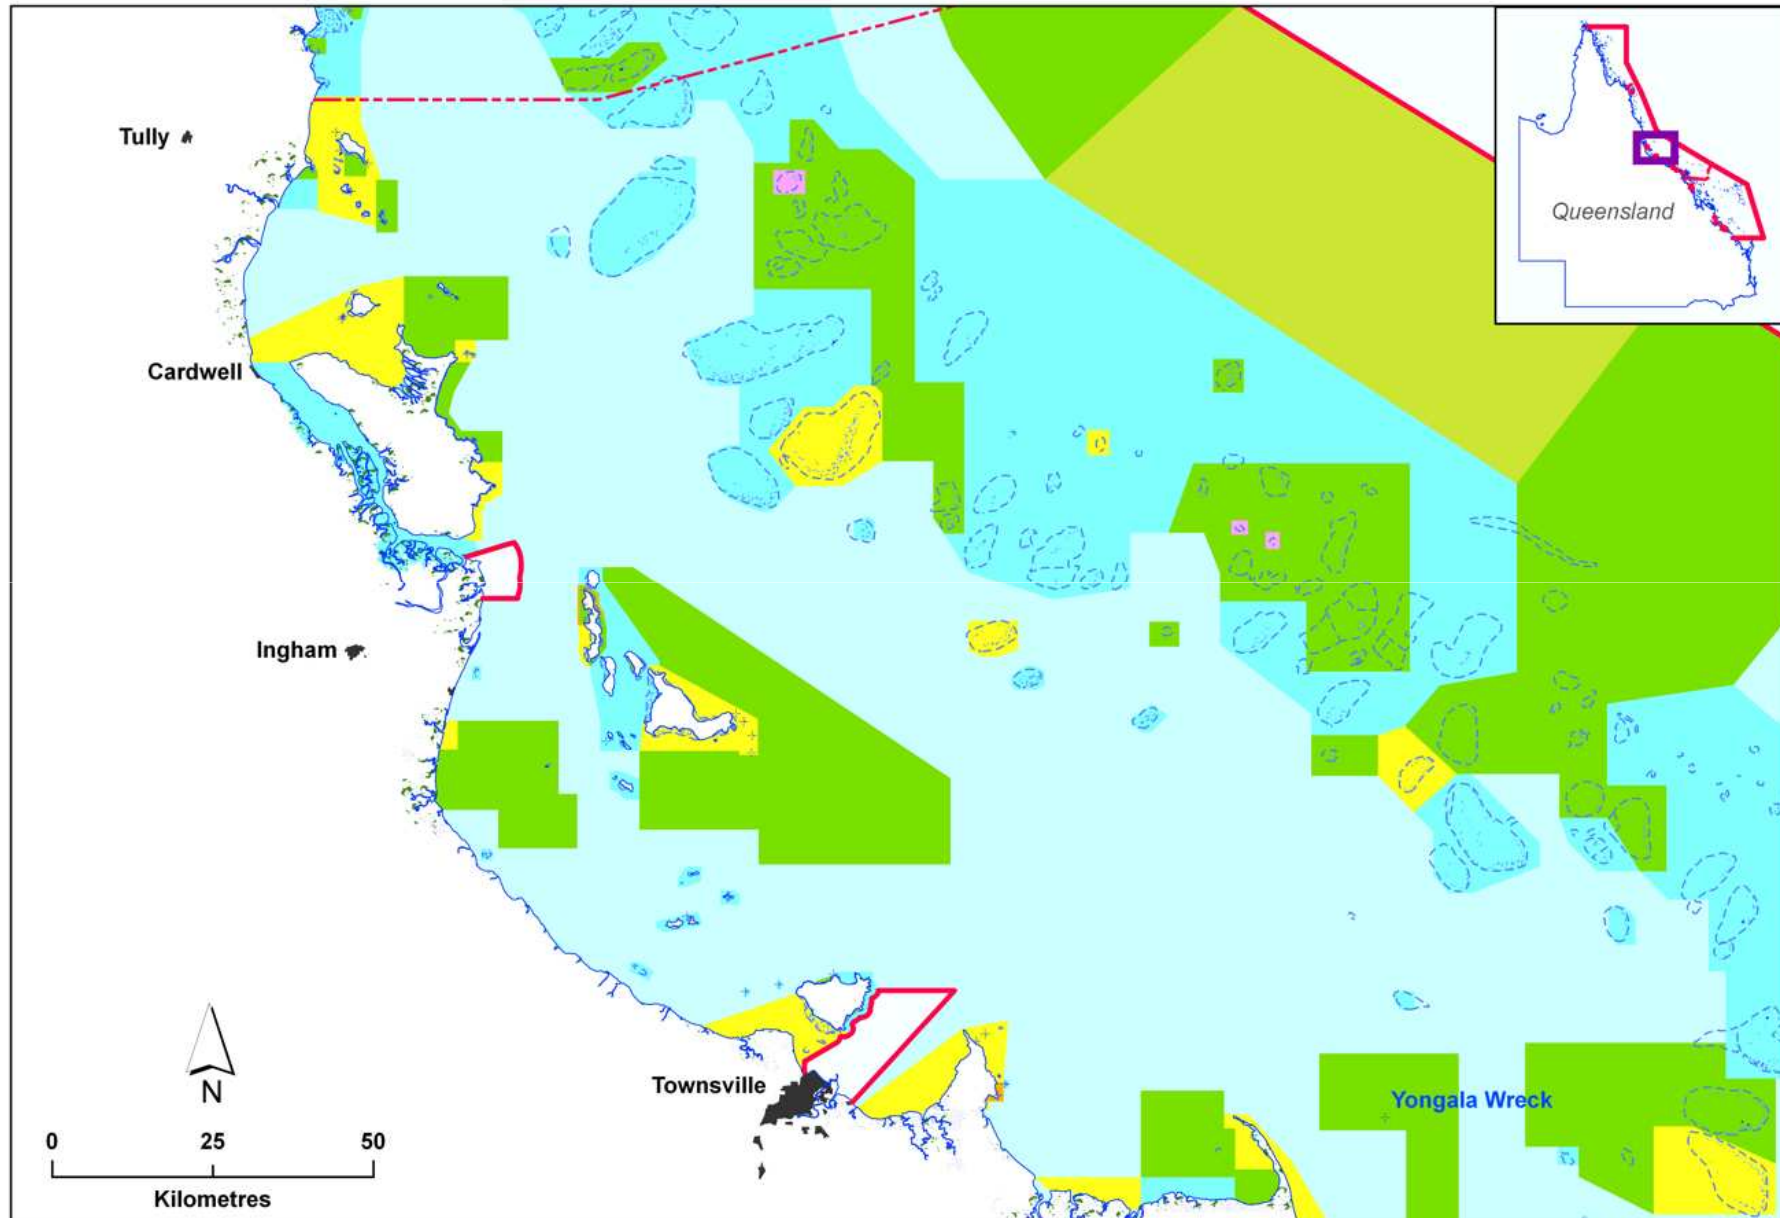 Tully
Queensland
Cardwell
Ingham
N
Townsville
Yongala Wreck
0 25 50
Kilometres